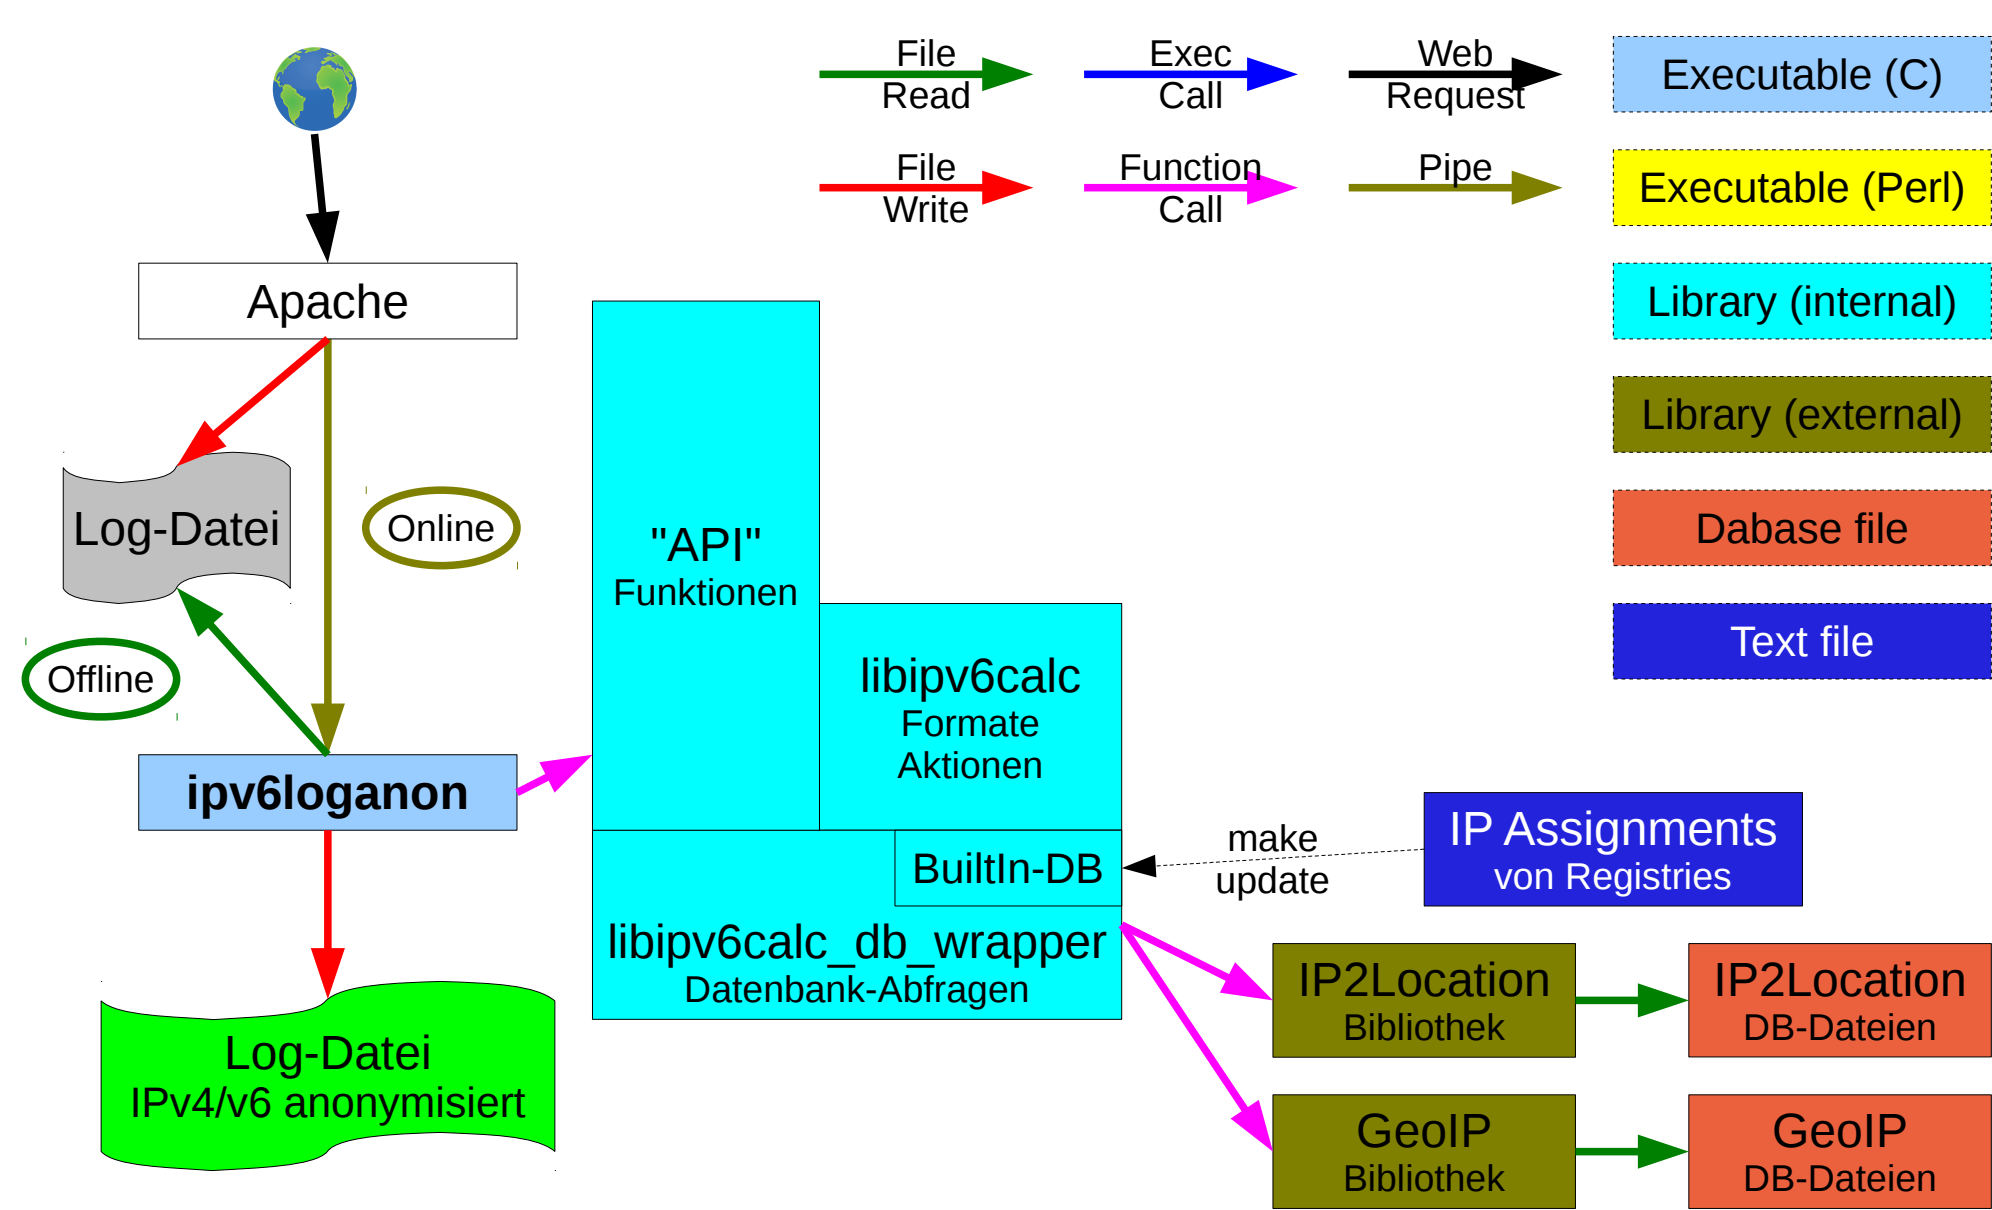 File
Read
Exec
Call
Web
Request
Executable (C)
File
Write
Function
Call
Pipe
Executable (Perl)
Apache
Library (internal)
Library (external)
Log-Datei
Online
"API"
Funktionen
Dabase file
Offline
libipv6calc
Formate
Aktionen
Text file
ipv6loganon
BuiltIn-DB
make
update
IP Assignments
von Registries
libipv6calc_db_wrapper
Datenbank-Abfragen
IP2Location
Bibliothek
IP2Location
DB-Dateien
Log-Datei
IPv4/v6 anonymisiert
GeoIP
Bibliothek
GeoIP
DB-Dateien